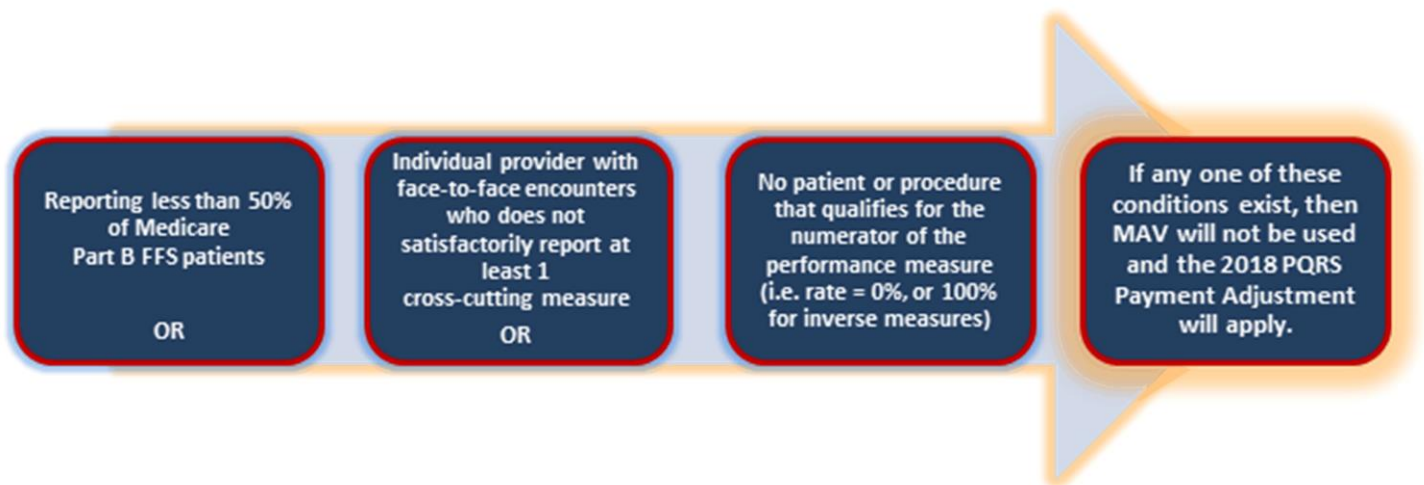 Reporting less than 50%
of Medicare
Part B FFS patients
OR
Individual provider with
face-to-face encounters
who does not
satisfactorily report at
least 1
cross-cutting measure
OR
No patient or procedure
that qualifies for the
numerator of the
performance measure
(i.e. rate = 0%, or 100%
for inverse measures)
If any one of these
conditions exist, then
MAV will not be used
and the 2018 PQRS
Payment Adjustment
will apply.